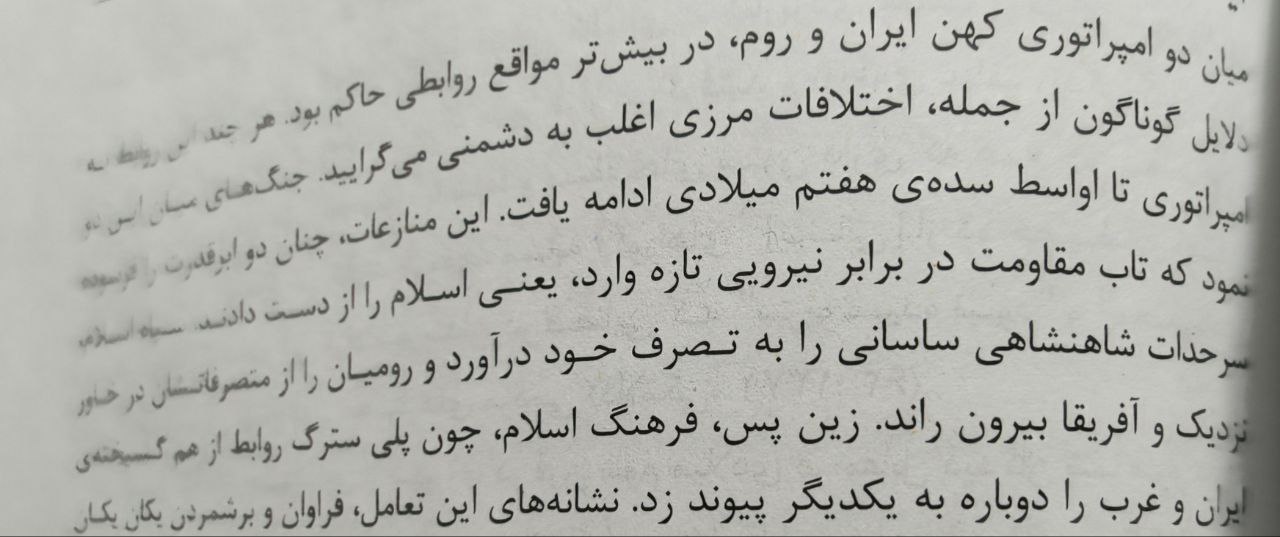 میان دو امپراتوری کهن ایران و روم، در بیش‌تر مواقع روابطی حاکم بود. هر چند این روابط به
دلایل گوناگون از جمله، اختلافات مرزی اغلب به دشمنی می‌گرایید. جنگ‌های میان این دو
امپراتوری تا اواسط سده‌ی هفتم میلادی ادامه یافت. این منازعات، چنان دو ابرقدرت را فرسوده
نمود که تاب مقاومت در برابر نیرویی تازه وارد، یعنی اسلام را از دست دادند. سپاه اسلام،
سرحدات شاهنشاهی ساسانی را به تصرف خود درآورد و رومیان را از متصرفاتشان در خاور
نزدیک و آفریقا بیرون راند. زین پس، فرهنگ اسلام، چون پلی سترگ روابط از هم گسیخته‌ی
ایران و غرب را دوباره به یکدیگر پیوند زد. نشانه‌های این تعامل، فراوان و برشمردن یکان یکان